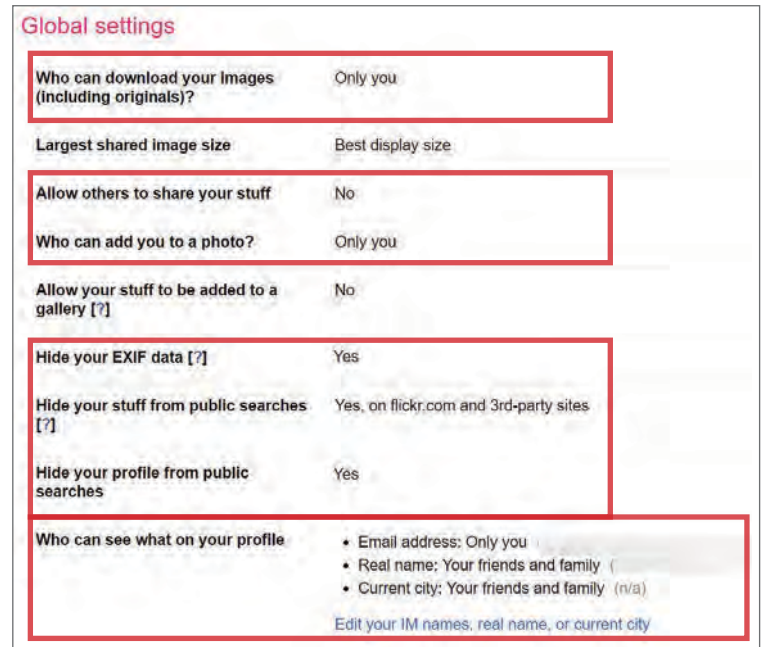 Global settings
Who can download your images Only you
(including originals)?
Largest shared image size Best display size
Allow others to share your stuff No
Who can add you to a photo? Only you
Allow your stuff to be added to a No
gallery [?]
Hide your EXIF data [?] Yes
Hide your stuff from public searches Yes, on flickr.com and 3rd-party sites
[?]
Hide your profile from public Yes
searches
Who can see what on your profile • Email address: Only you
• Real name: Your friends and family (
• Current city: Your friends and family (n/a)
Edit your IM names, real name, or current city